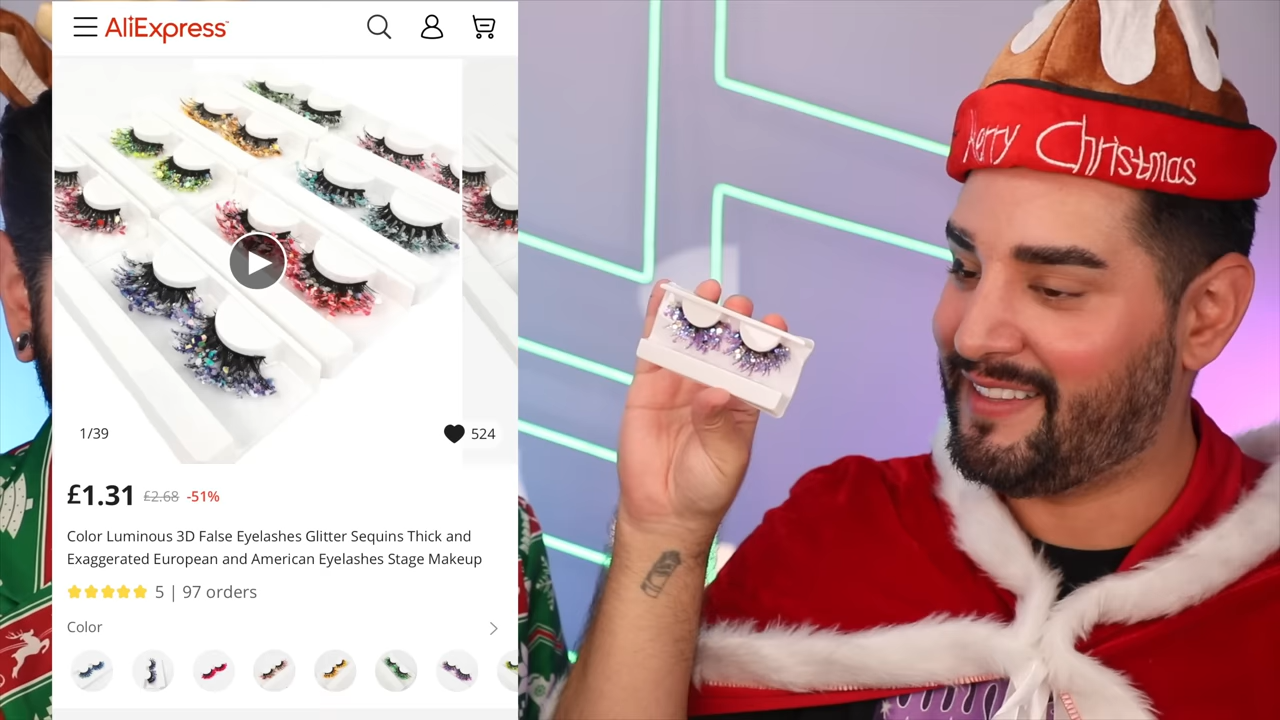 AliExpress
1/39
524
£1.31 £2.68 -51%
Color Luminous 3D False Eyelashes Glitter Sequins Thick and
Exaggerated European and American Eyelashes Stage Makeup
5 | 97 orders
Color
Merry Christmas